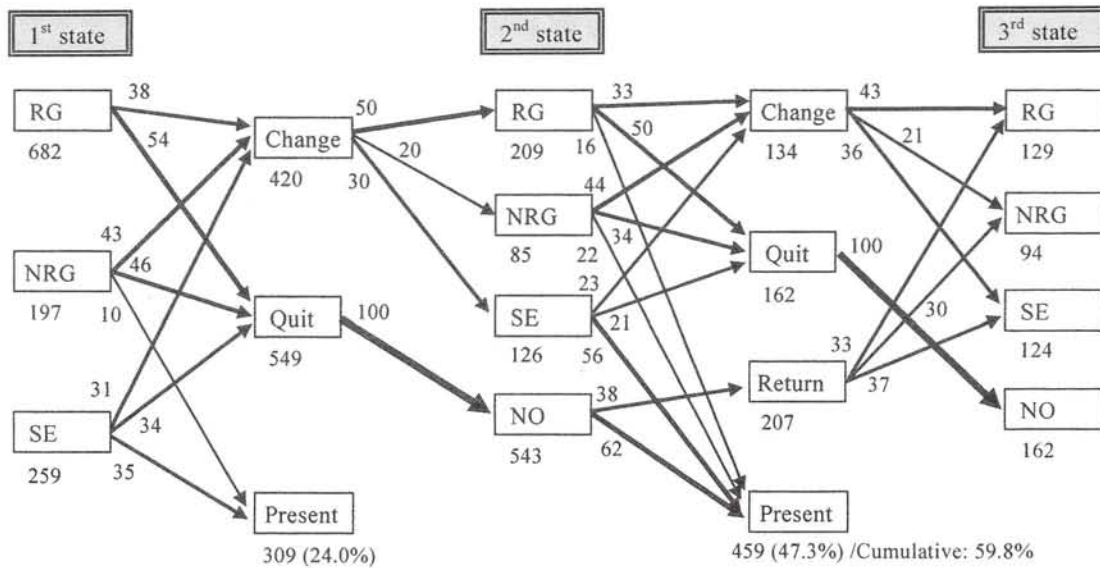 1st state 2nd state 3rd state
38 50 33 43
RG RG Change RG
54 Change 50 21
682 20 209 16 134 36 129
420 30
44
NRG NRG
43 NRG 34 Quit 100
46 85 22 94
197 Quit 100 23 162 30
10 SE 21 SE
549 126 56 33 124
31 38 Return 37
SE 34 NO NO
259 35 543 62 207 162
Present Present
309 (24.0%) 459 (47.3%) /Cumulative: 59.8%